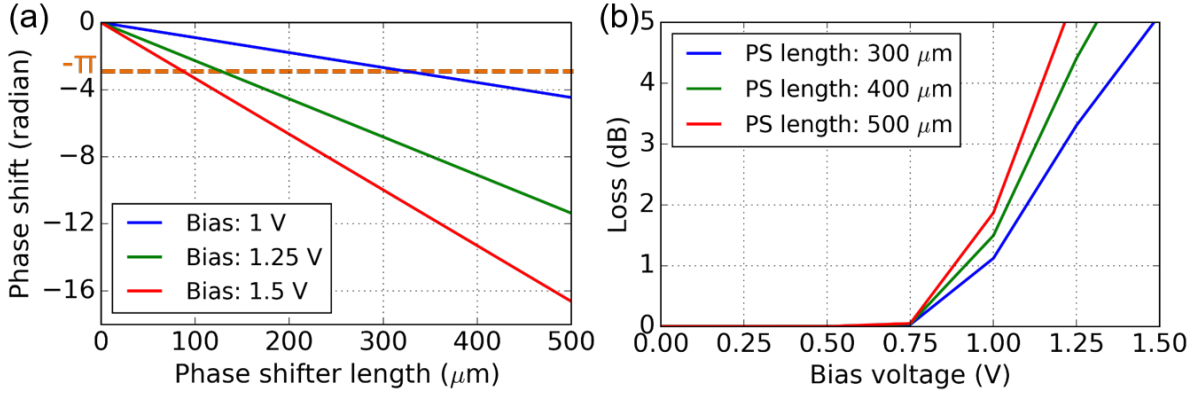 (a)
Phase shift (radian)
0
-π
−4
−8
−12
−16
Bias: 1 V
Bias: 1.25 V
Bias: 1.5 V
0 100 200 300 400 500
Phase shifter length (μm)
(b)
Loss (dB)
5
4
3
2
1
0
PS length: 300 μm
PS length: 400 μm
PS length: 500 μm
0.00 0.25 0.50 0.75 1.00 1.25 1.50
Bias voltage (V)